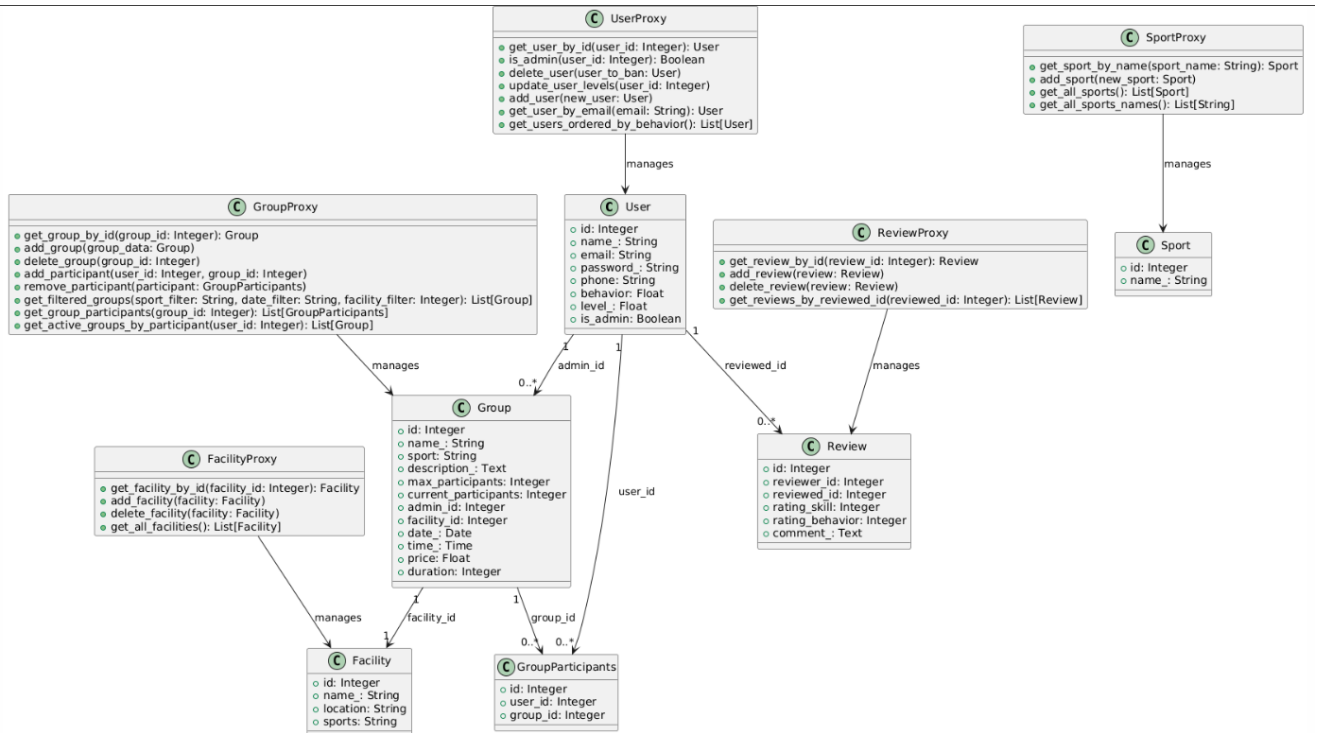 C UserProxy
get_user_by_id(user_id: Integer): User
is_admin(user_id: Integer): Boolean
delete_user(user_to_ban: User)
update_user_levels(user_id: Integer)
add_user(new_user: User)
get_user_by_email(email: String): User
get_users_ordered_by_behavior(): List[User]
C SportProxy
get_sport_by_name(sport_name: String): Sport
add_sport(new_sport: Sport)
get_all_sports(): List[Sport]
get_all_sports_names(): List[String]
manages
manages
C GroupProxy
get_group_by_id(group_id: Integer): Group
add_group(group_data: Group)
delete_group(group_id: Integer)
add_participant(user_id: Integer, group_id: Integer)
remove_participant(participant: GroupParticipants)
get_filtered_groups(sport_filter: String, date_filter: String, facility_filter: Integer): List[Group]
get_group_participants(group_id: Integer): List[GroupParticipants]
get_active_groups_by_participant(user_id: Integer): List[Group]
C User
id: Integer
name_: String
email: String
password_: String
phone: String
behavior: Float
level_: Float
is_admin: Boolean
C ReviewProxy
get_review_by_id(review_id: Integer): Review
add_review(review: Review)
delete_review(review: Review)
get_reviews_by_reviewed_id(reviewed_id: Integer): List[Review]
C Sport
id: Integer
name_: String
manages
1
admin_id
0..*
1
1
reviewed_id
0..*
manages
C Group
id: Integer
name_: String
sport: String
description_: Text
max_participants: Integer
current_participants: Integer
admin_id: Integer
facility_id: Integer
date_: Date
time_: Time
price: Float
duration: Integer
C FacilityProxy
get_facility_by_id(facility_id: Integer): Facility
add_facility(facility: Facility)
delete_facility(facility: Facility)
get_all_facilities(): List[Facility]
user_id
C Review
id: Integer
reviewer_id: Integer
reviewed_id: Integer
rating_skill: Integer
rating_behavior: Integer
comment_: Text
manages
1
facility_id
1
1
group_id
0..*
0..*
C Facility
id: Integer
name_: String
location: String
sports: String
C GroupParticipants
id: Integer
user_id: Integer
group_id: Integer